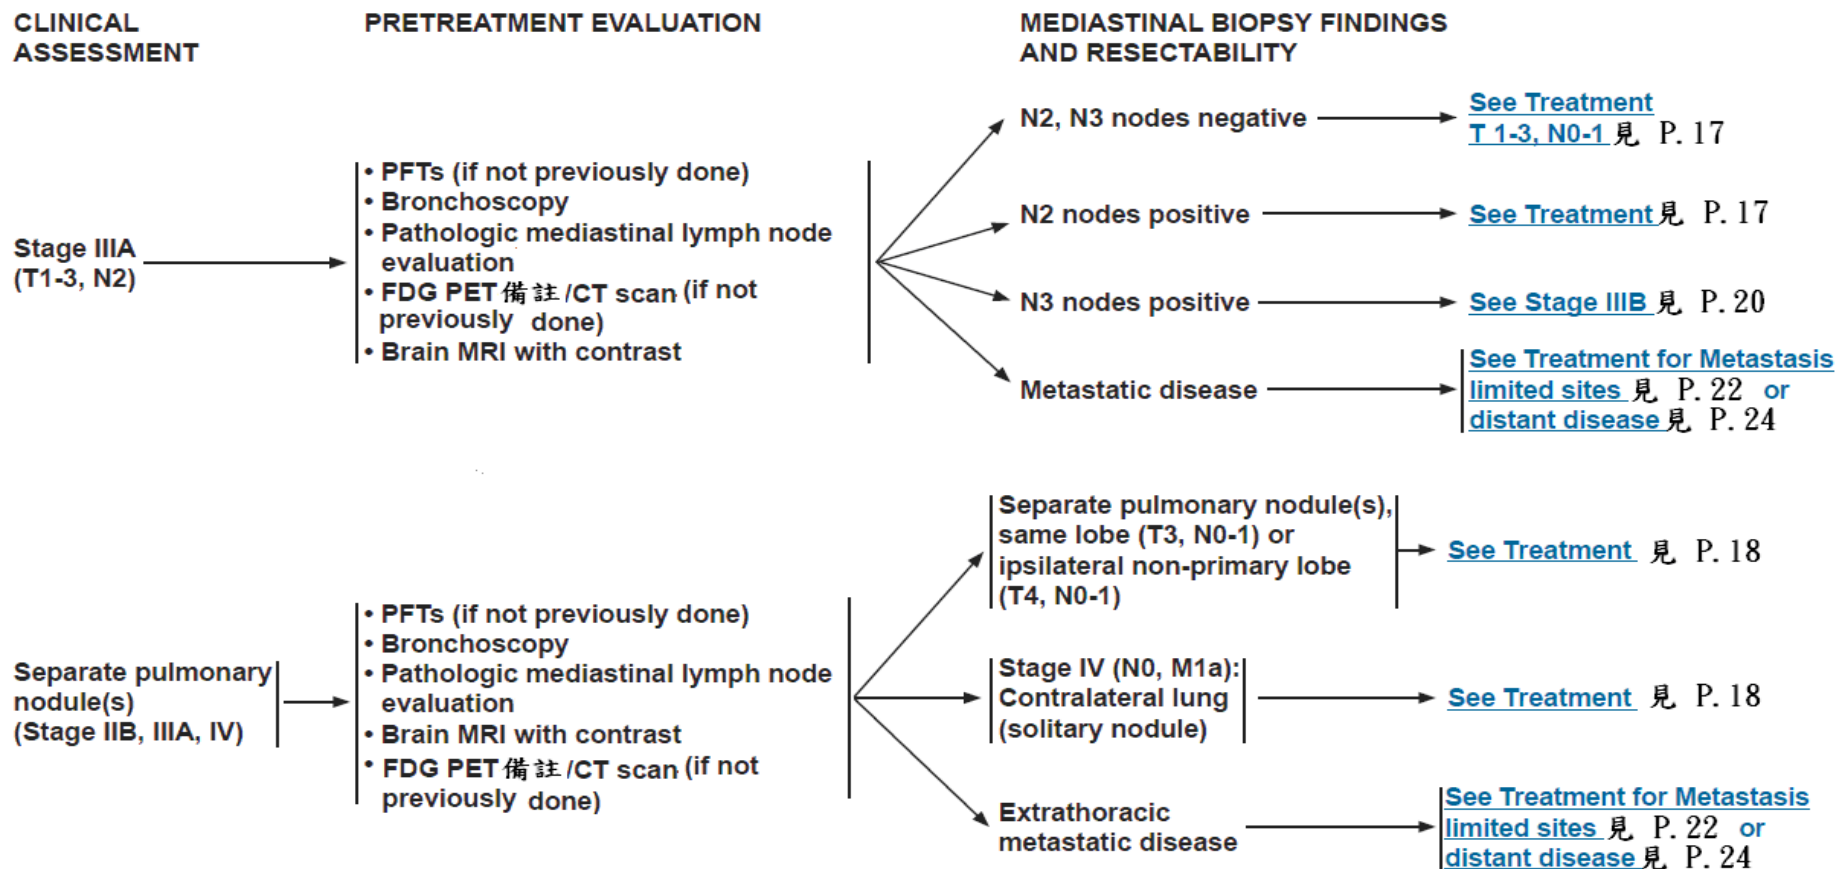 CLINICAL
ASSESSMENT
PRETREATMENT EVALUATION
MEDIASTINAL BIOPSY FINDINGS
AND RESECTABILITY
Stage IIIA
(T1-3, N2)
• PFTs (if not previously done)
• Bronchoscopy
• Pathologic mediastinal lymph node
evaluation
• FDG PET備註/CT scan (if not
previously done)
• Brain MRI with contrast
N2, N3 nodes negative
See Treatment
T 1-3, N0-1 見 P. 17
N2 nodes positive
See Treatment 見 P. 17
N3 nodes positive
See Stage IIIB 見 P. 20
Metastatic disease
See Treatment for Metastasis
limited sites 見 P. 22 or
distant disease 見 P. 24
Separate pulmonary
nodule(s)
(Stage IIB, IIIA, IV)
• PFTs (if not previously done)
• Bronchoscopy
• Pathologic mediastinal lymph node
evaluation
• Brain MRI with contrast
• FDG PET備註/CT scan (if not
previously done)
Separate pulmonary nodule(s),
same lobe (T3, N0-1) or
ipsilateral non-primary lobe
(T4, N0-1)
See Treatment 見 P. 18
Stage IV (N0, M1a):
Contralateral lung
(solitary nodule)
See Treatment 見 P. 18
Extrathoracic
metastatic disease
See Treatment for Metastasis
limited sites 見 P. 22 or
distant disease 見 P. 24